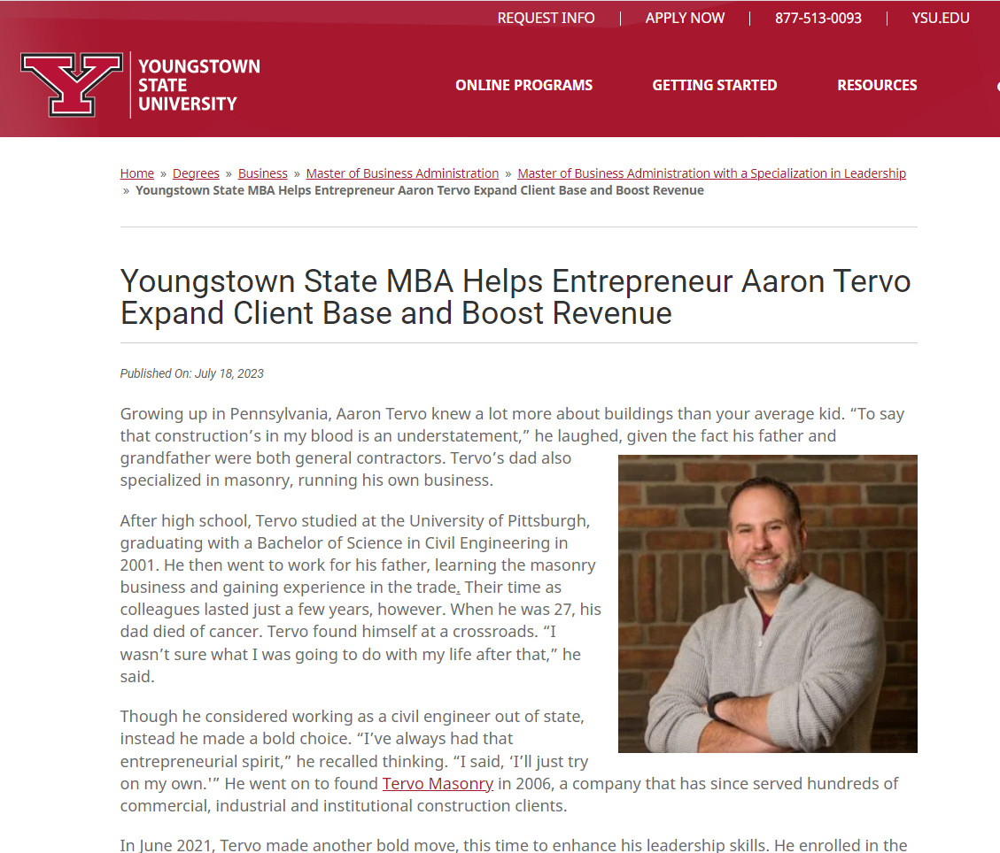 REQUEST INFO | APPLY NOW | 877-513-0093 | YSU.EDU
YOUNGSTOWN
STATE
UNIVERSITY
ONLINE PROGRAMS GETTING STARTED RESOURCES
Home » Degrees » Business » Master of Business Administration » Master of Business Administration with a Specialization in Leadership
» Youngstown State MBA Helps Entrepreneur Aaron Tervo Expand Client Base and Boost Revenue
Youngstown State MBA Helps Entrepreneur Aaron Tervo
Expand Client Base and Boost Revenue
Published On: July 18, 2023
Growing up in Pennsylvania, Aaron Tervo knew a lot more about buildings than your average kid. “To say
that construction’s in my blood is an understatement,” he laughed, given the fact his father and
grandfather were both general contractors. Tervo’s dad also
specialized in masonry, running his own business.
After high school, Tervo studied at the University of Pittsburgh,
graduating with a Bachelor of Science in Civil Engineering in
2001. He then went to work for his father, learning the masonry
business and gaining experience in the trade. Their time as
colleagues lasted just a few years, however. When he was 27, his
dad died of cancer. Tervo found himself at a crossroads. “I
wasn’t sure what I was going to do with my life after that,” he
said.
Though he considered working as a civil engineer out of state,
instead he made a bold choice. “I’ve always had that
entrepreneurial spirit,” he recalled thinking. “I said, ‘I’ll just try
on my own.'” He went on to found Tervo Masonry in 2006, a company that has since served hundreds of
commercial, industrial and institutional construction clients.
In June 2021, Tervo made another bold move, this time to enhance his leadership skills. He enrolled in the